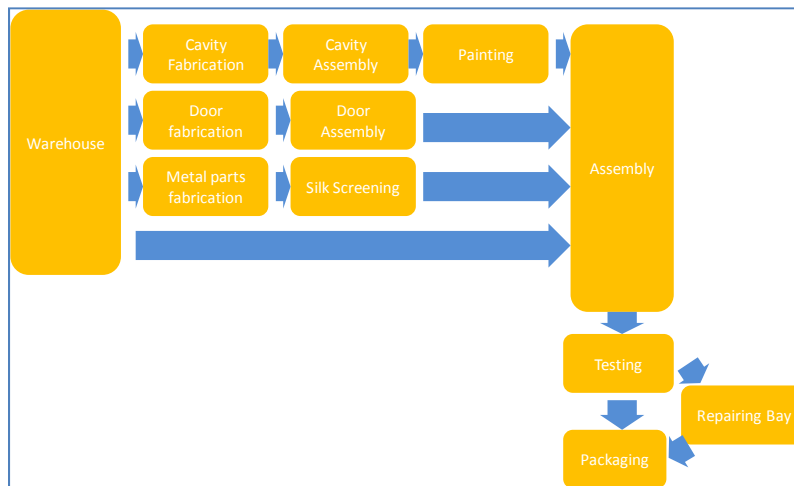 Warehouse
Cavity
Fabrication
Cavity
Assembly
Painting
Door
fabrication
Door
Assembly
Metal parts
fabrication
Silk Screening
Assembly
Testing
Repairing Bay
Packaging